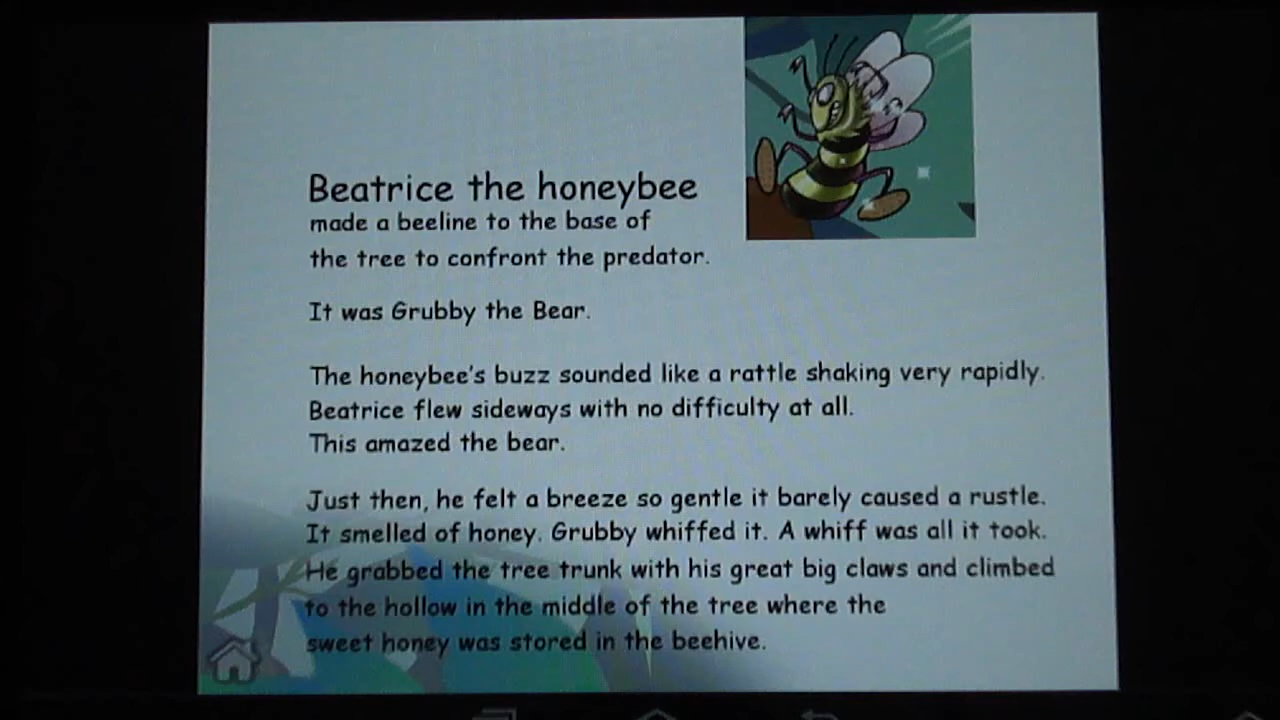 Beatrice the honeybee
made a beeline to the base of
the tree to confront the predator.
It was Grubby the Bear.
The honeybee's buzz sounded like a rattle shaking very rapidly.
Beatrice flew sideways with no difficulty at all.
This amazed the bear.
Just then, he felt a breeze so gentle it barely caused a rustle.
It smelled of honey. Grubby whiffed it. A whiff was all it took.
He grabbed the tree trunk with his great big claws and climbed
to the hollow in the middle of the tree where the
sweet honey was stored in the beehive.